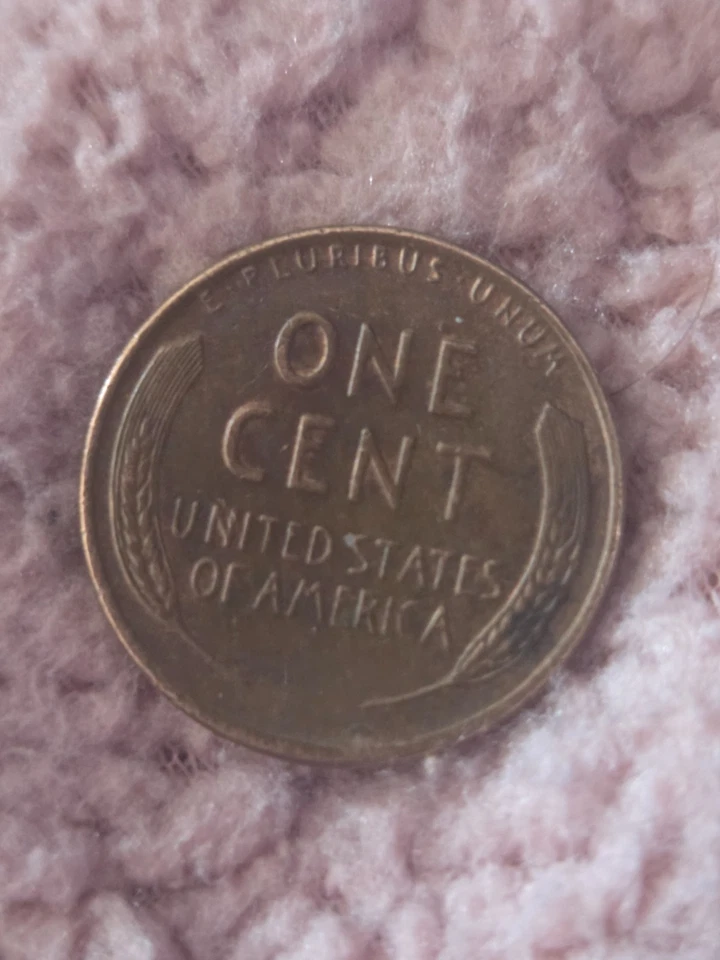 E·PLURIBUS·UNUM
ONE
CENT
UNITED STATES
OF AMERICA